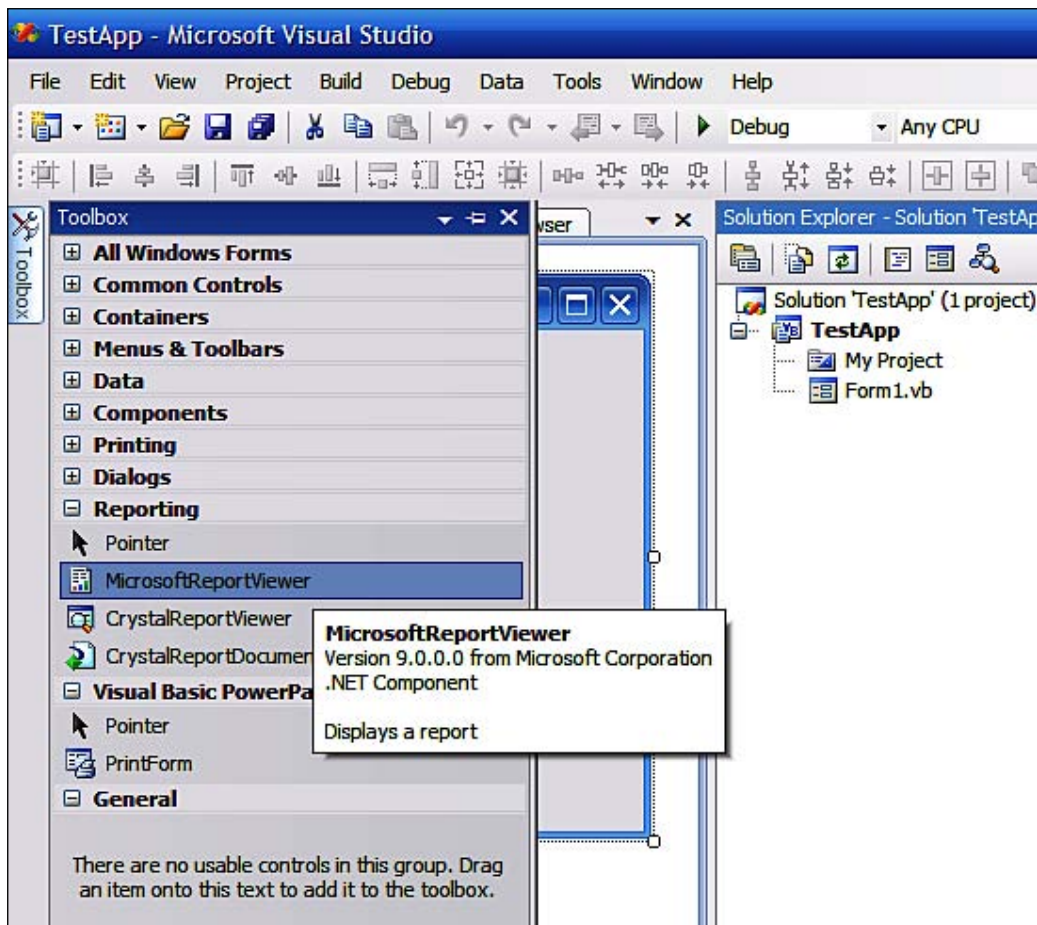 TestApp - Microsoft Visual Studio
File Edit View Project Build Debug Data Tools Window Help
Debug Any CPU
Toolbox
Toolbox
wser
Solution Explorer - Solution 'TestAp
All Windows Forms
Common Controls
Containers
Menus & Toolbars
Data
Components
Printing
Dialogs
Reporting
Pointer
MicrosoftReportViewer
CrystalReportViewer
CrystalReportDocumen
Visual Basic PowerPa
Pointer
PrintForm
General
There are no usable controls in this group. Drag
an item onto this text to add it to the toolbox.
MicrosoftReportViewer
Version 9.0.0.0 from Microsoft Corporation
.NET Component
Displays a report
Solution 'TestApp' (1 project)
TestApp
My Project
Form1.vb